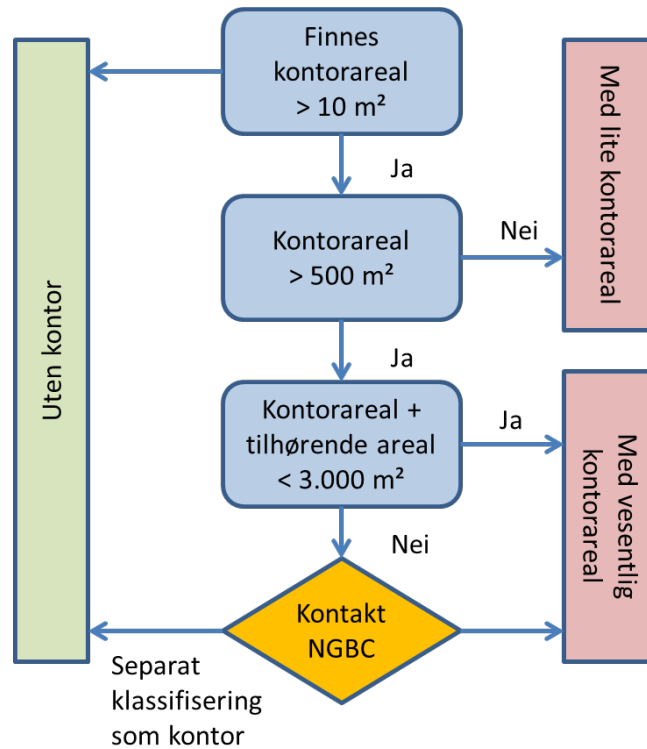 Finnes
kontorareal
> 10 m²
Ja
Kontorareal
> 500 m²
Nei
Med lite kontorareal
Ja
Uten kontor
Kontorareal +
tilhørende areal
< 3.000 m²
Ja
Med vesentlig
kontorareal
Nei
Kontakt
NGBC
Separat
klassifisering
som kontor